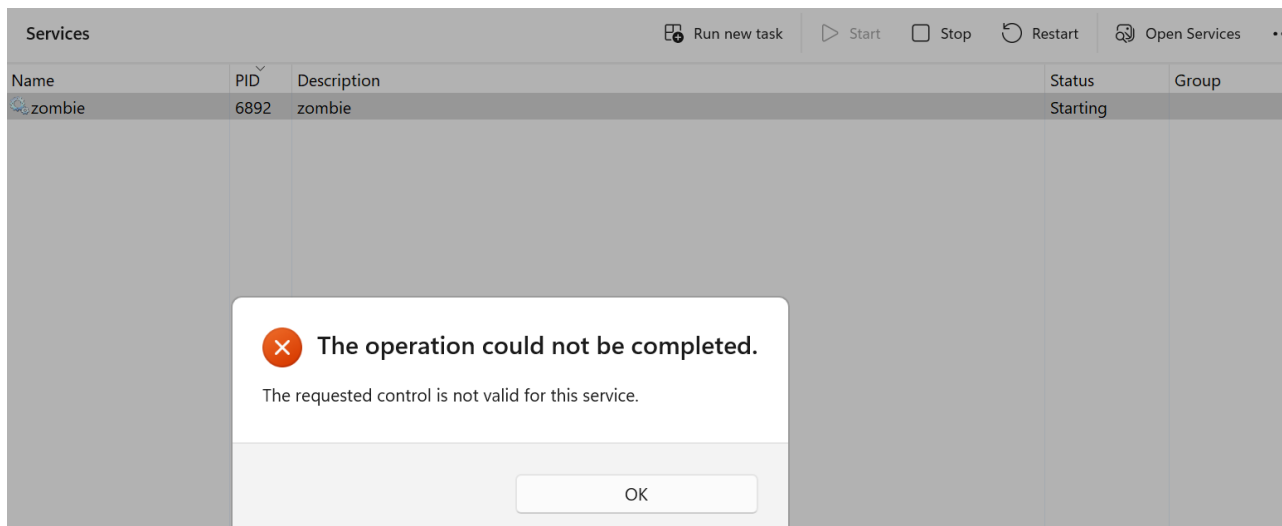 Services Run new task Start Stop Restart Open Services
Name PID Description Status Group
zombie 6892 zombie Starting
The operation could not be completed.
The requested control is not valid for this service.
OK